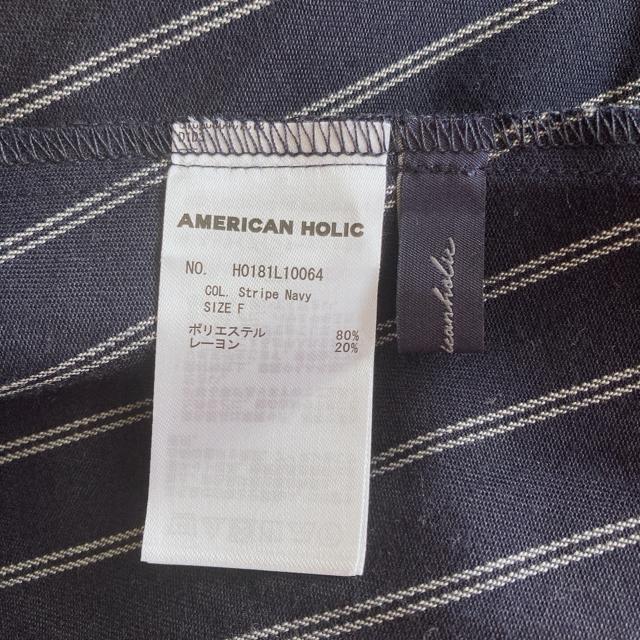 AMERICAN HOLIC
NO. H0181L10064
COL. Stripe Navy
SIZE F
ポリエステル 80%
レーヨン 20%
icanholic